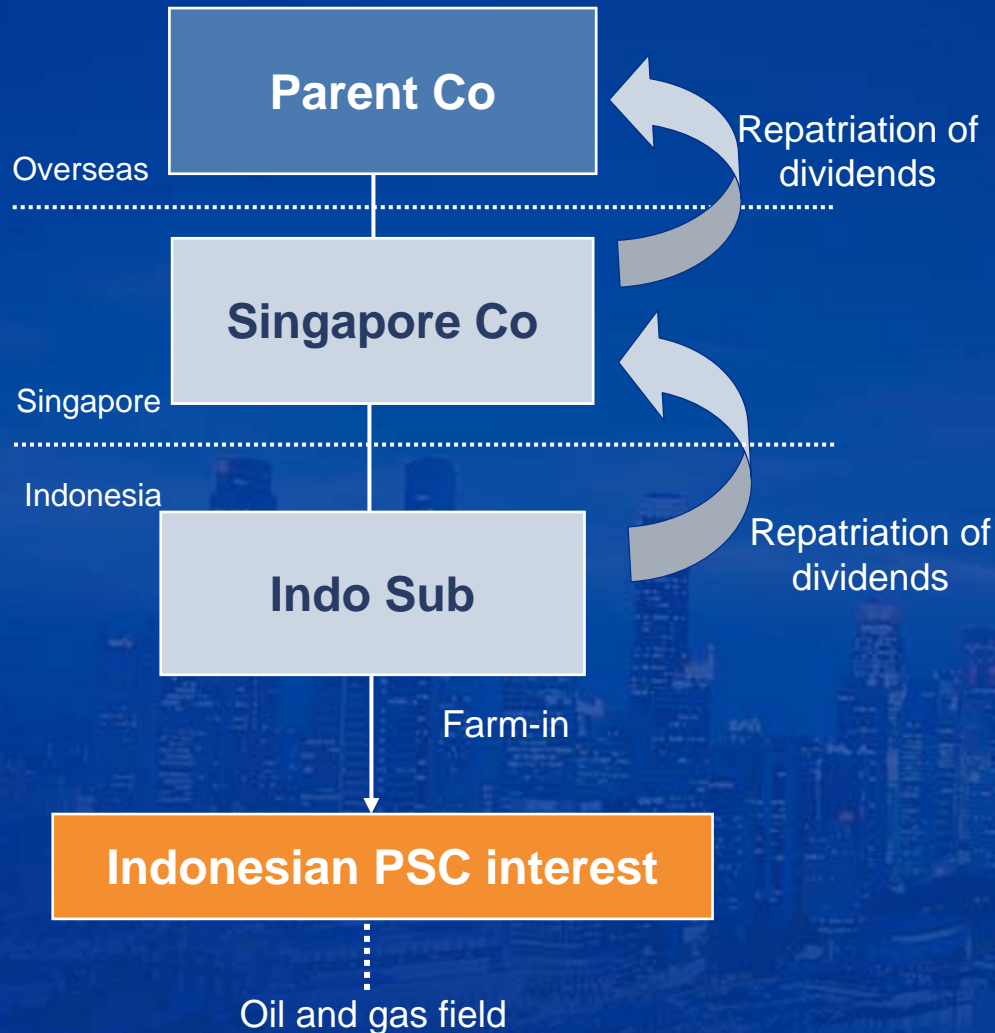 Parent Co
Repatriation of
dividends
Overseas
Singapore Co
Singapore
Indonesia
Repatriation of
dividends
Indo Sub
Farm-in
Indonesian PSC interest
Oil and gas field